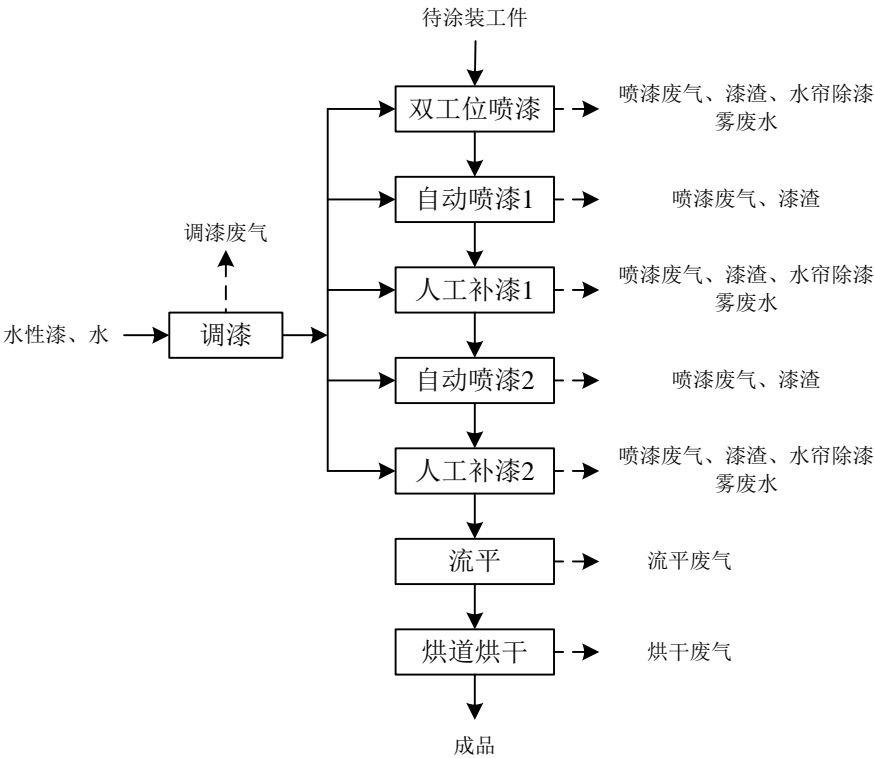 待涂装工件
双工位喷漆
喷漆废气、漆渣、水帘除漆
雾废水
自动喷漆1
喷漆废气、漆渣
调漆废气
人工补漆1
喷漆废气、漆渣、水帘除漆
雾废水
水性漆、水
调漆
自动喷漆2
喷漆废气、漆渣
人工补漆2
喷漆废气、漆渣、水帘除漆
雾废水
流平
流平废气
烘道烘干
烘干废气
成品